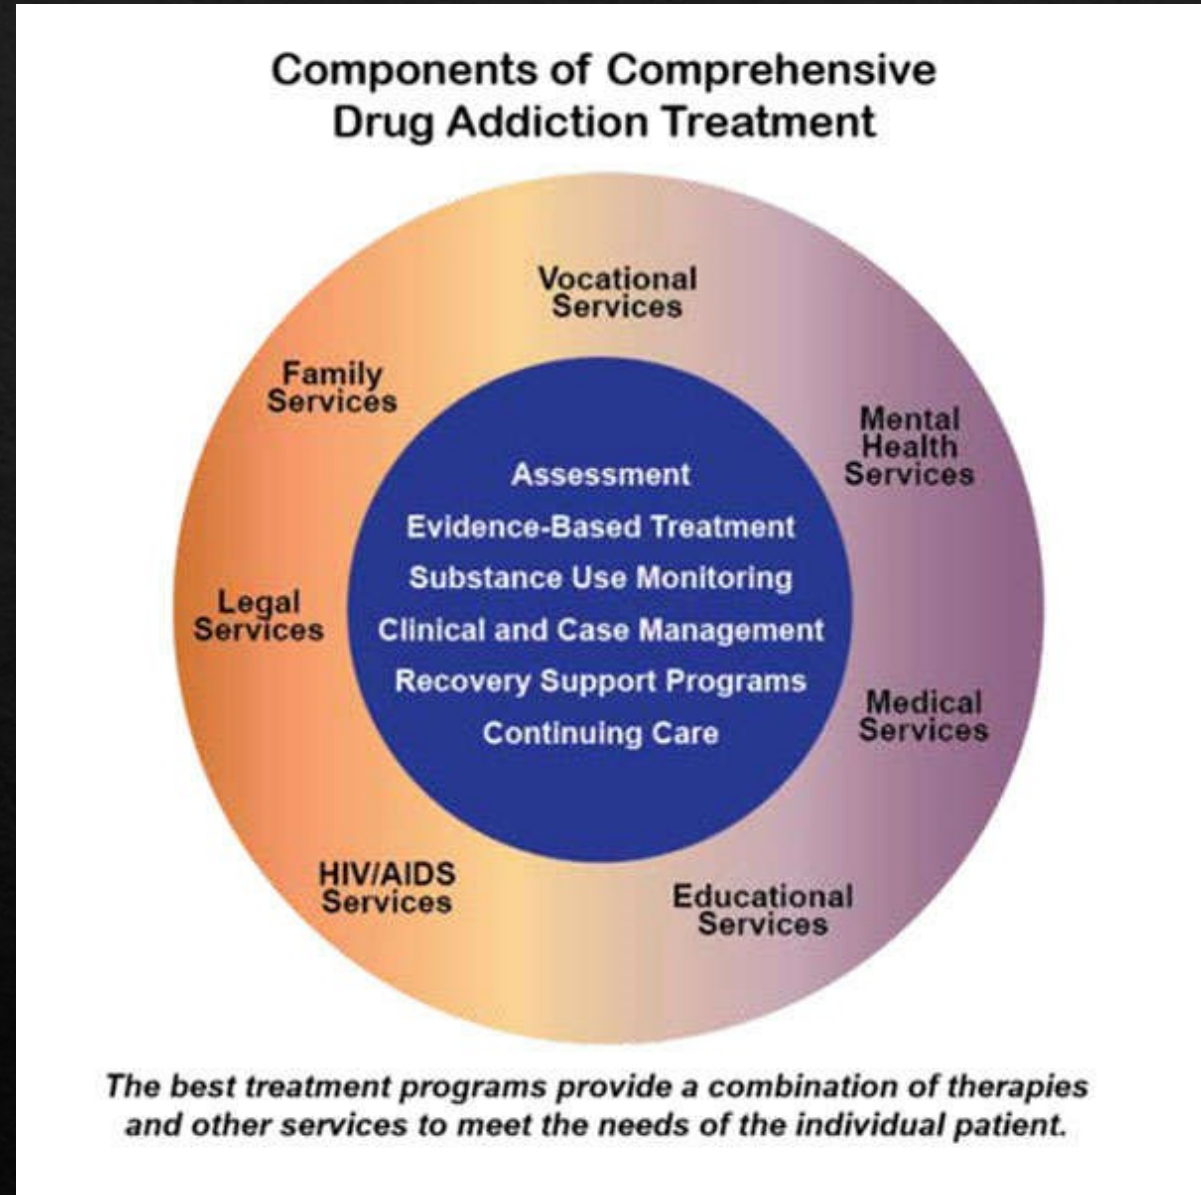 Components of Comprehensive
Drug Addiction Treatment
Vocational
Services
Family
Services
Mental
Health
Services
Assessment
Evidence-Based Treatment
Substance Use Monitoring
Clinical and Case Management
Recovery Support Programs
Continuing Care
Legal
Services
Medical
Services
HIV/AIDS
Services
Educational
Services
The best treatment programs provide a combination of therapies
and other services to meet the needs of the individual patient.